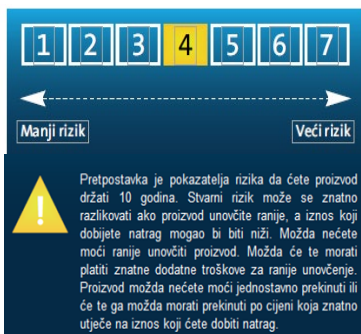 1 2 3 4 5 6 7
Manji rizik Veći rizik
Pretpostavka je pokazatelja rizika da ćete proizvod
držati 10 godina. Stvarni rizik može se znatno
razlikovati ako proizvod unovčite ranije, a iznos koji
dobijete natrag mogao bi biti niži. Možda nećete
moći ranije unovčiti proizvod. Možda će te morati
platiti znatne dodatne troškove za ranije unovčenje.
Proizvod možda nećete moći jednostavno prekinuti ili
će te ga možda morati prekinuti po cijeni koja znatno
utječe na iznos koji ćete dobiti natrag.